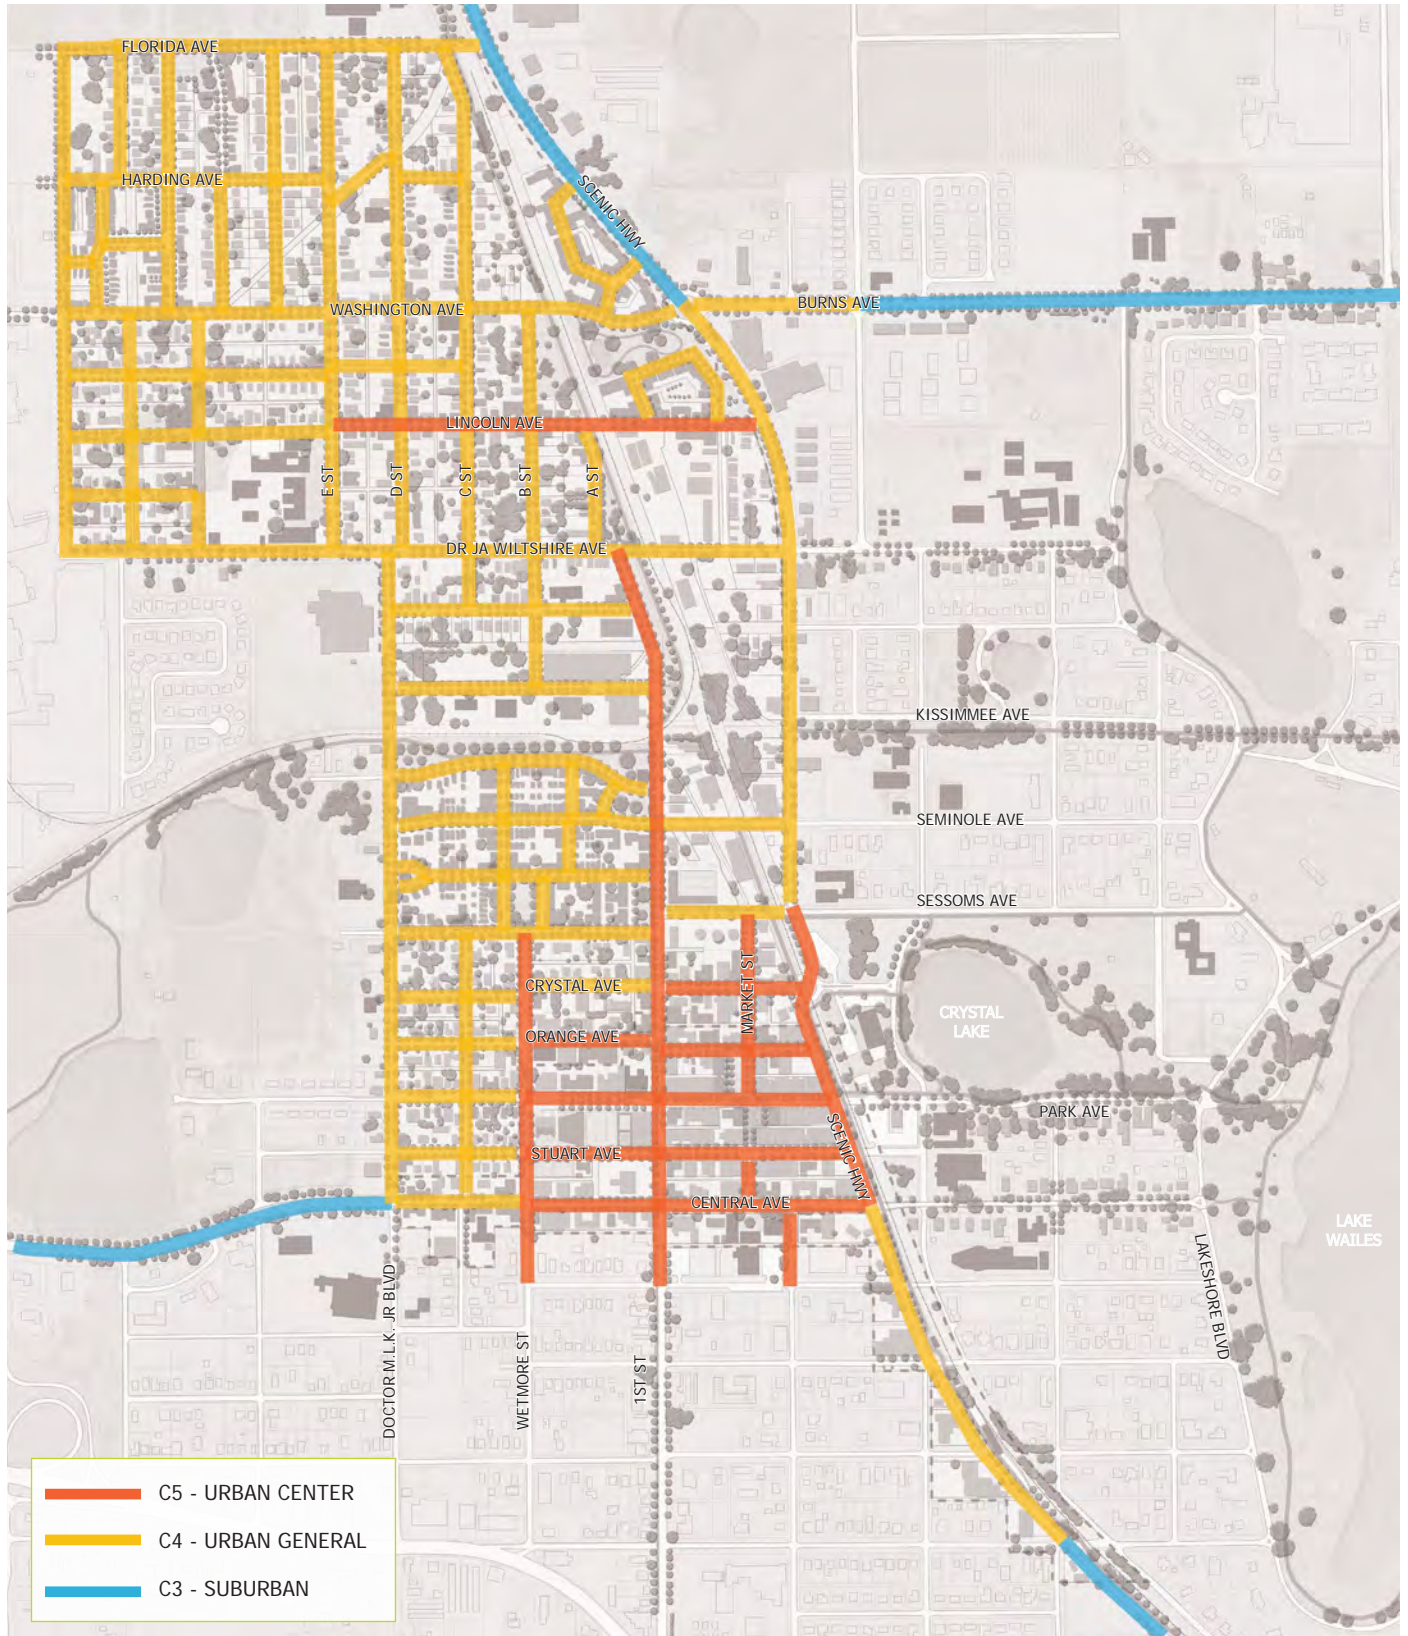 FLORIDA AVE
HARDING AVE
SCENIC HWY
WASHINGTON AVE
BURNS AVE
LINCOLN AVE
E ST
D ST
C ST
B ST
A ST
DR JA WILTSHIRE AVE
KISSIMMEE AVE
SEMINOLE AVE
SESSOMS AVE
CRYSTAL AVE
MARKET ST
CRYSTAL
LAKE
ORANGE AVE
PARK AVE
STUART AVE
SCENIC HWY
CENTRAL AVE
LAKE
WAILES
LAKESHORE BLVD
DOCTOR M.L.K. JR BLVD
WETMORE ST
1ST ST
C5 - URBAN CENTER
C4 - URBAN GENERAL
C3 - SUBURBAN